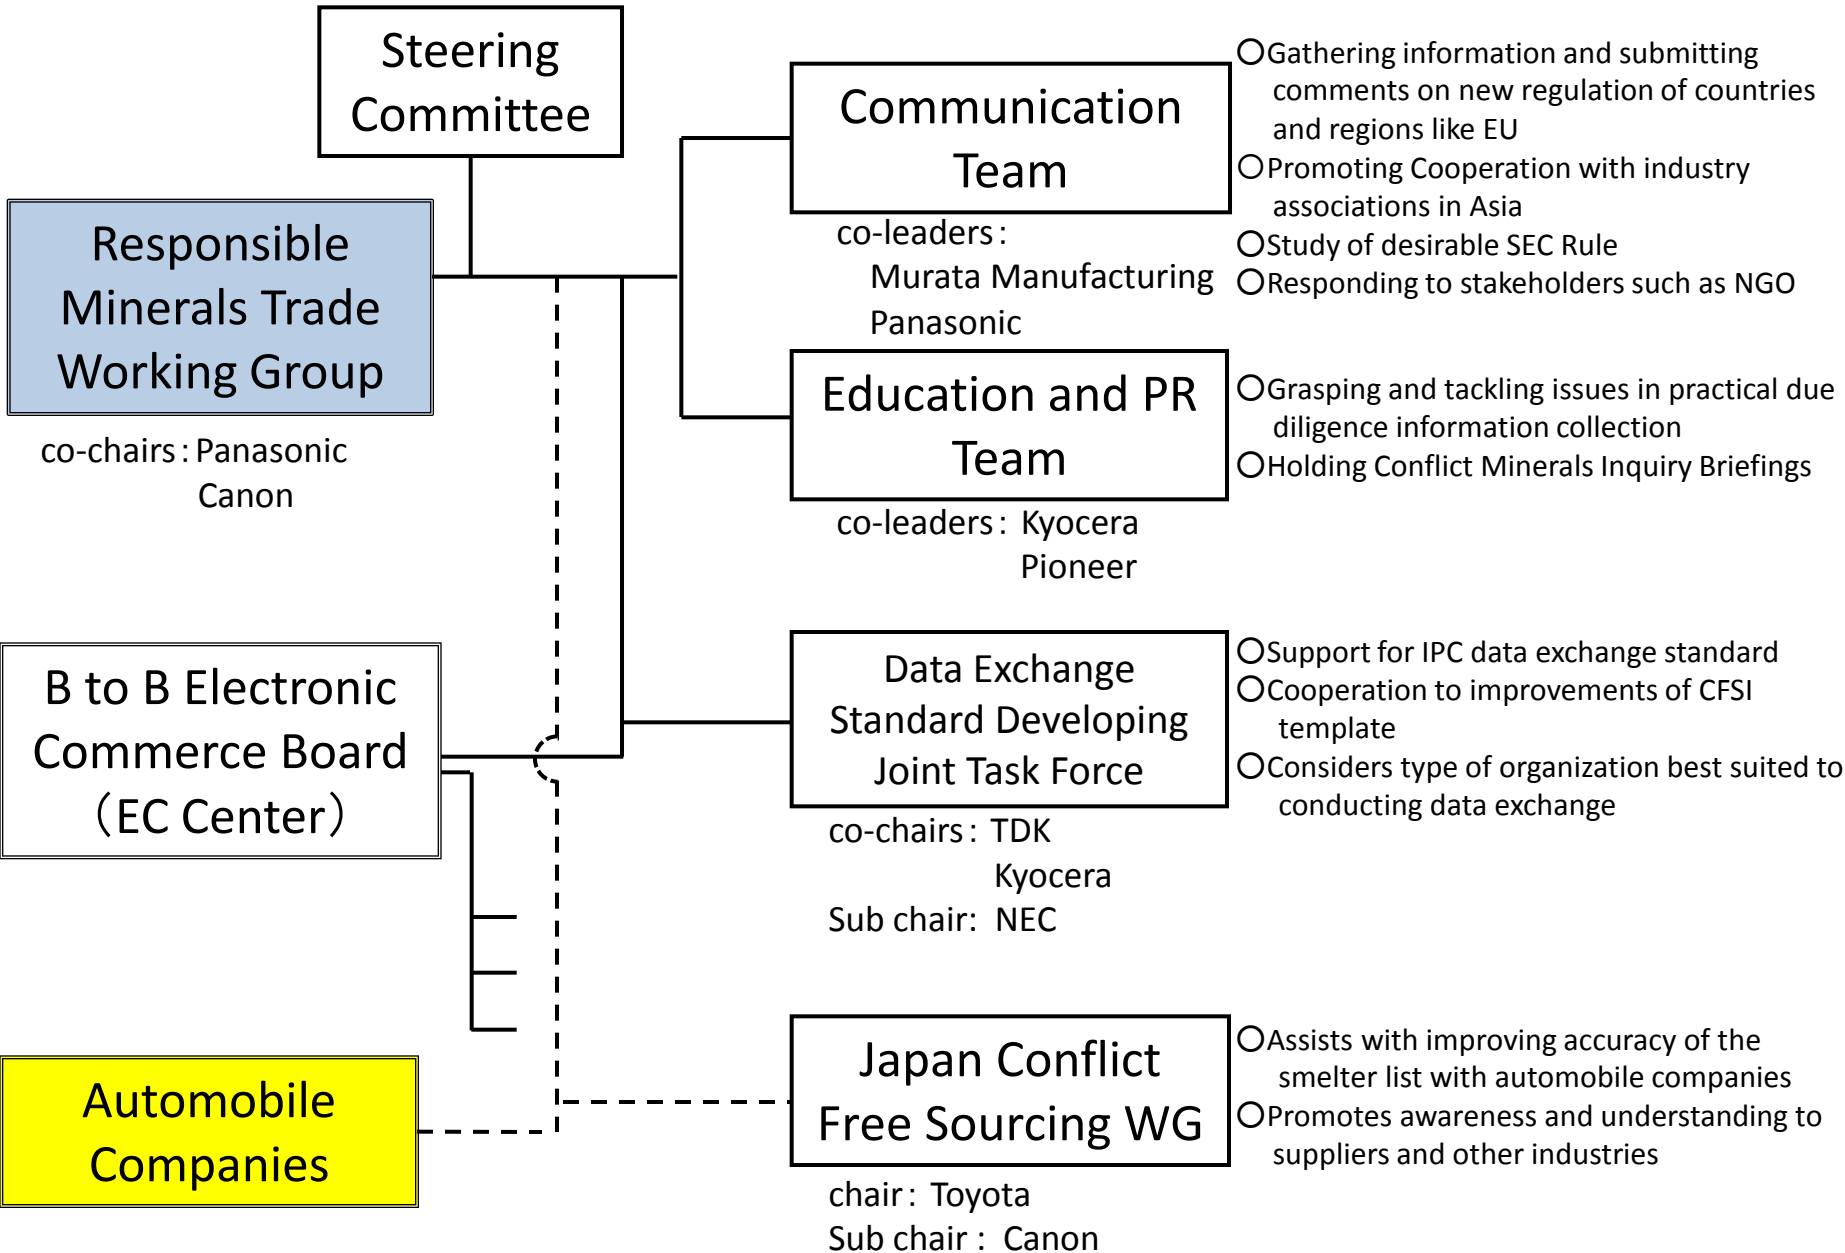 Steering
Committee
Responsible
Minerals Trade
Working Group
co-chairs：Panasonic
Canon
B to B Electronic
Commerce Board
（EC Center）
Automobile
Companies
Communication
Team
co-leaders：
Murata Manufacturing
Panasonic
○Gathering information and submitting
comments on new regulation of countries
and regions like EU
○Promoting Cooperation with industry
associations in Asia
○Study of desirable SEC Rule
○Responding to stakeholders such as NGO
Education and PR
Team
co-leaders： Kyocera
Pioneer
○Grasping and tackling issues in practical due
diligence information collection
○Holding Conflict Minerals Inquiry Briefings
Data Exchange
Standard Developing
Joint Task Force
co-chairs： TDK
Kyocera
Sub chair： NEC
○Support for IPC data exchange standard
○Cooperation to improvements of CFSI
template
○Considers type of organization best suited to
conducting data exchange
Japan Conflict
Free Sourcing WG
chair： Toyota
Sub chair： Canon
○Assists with improving accuracy of the
smelter list with automobile companies
○Promotes awareness and understanding to
suppliers and other industries